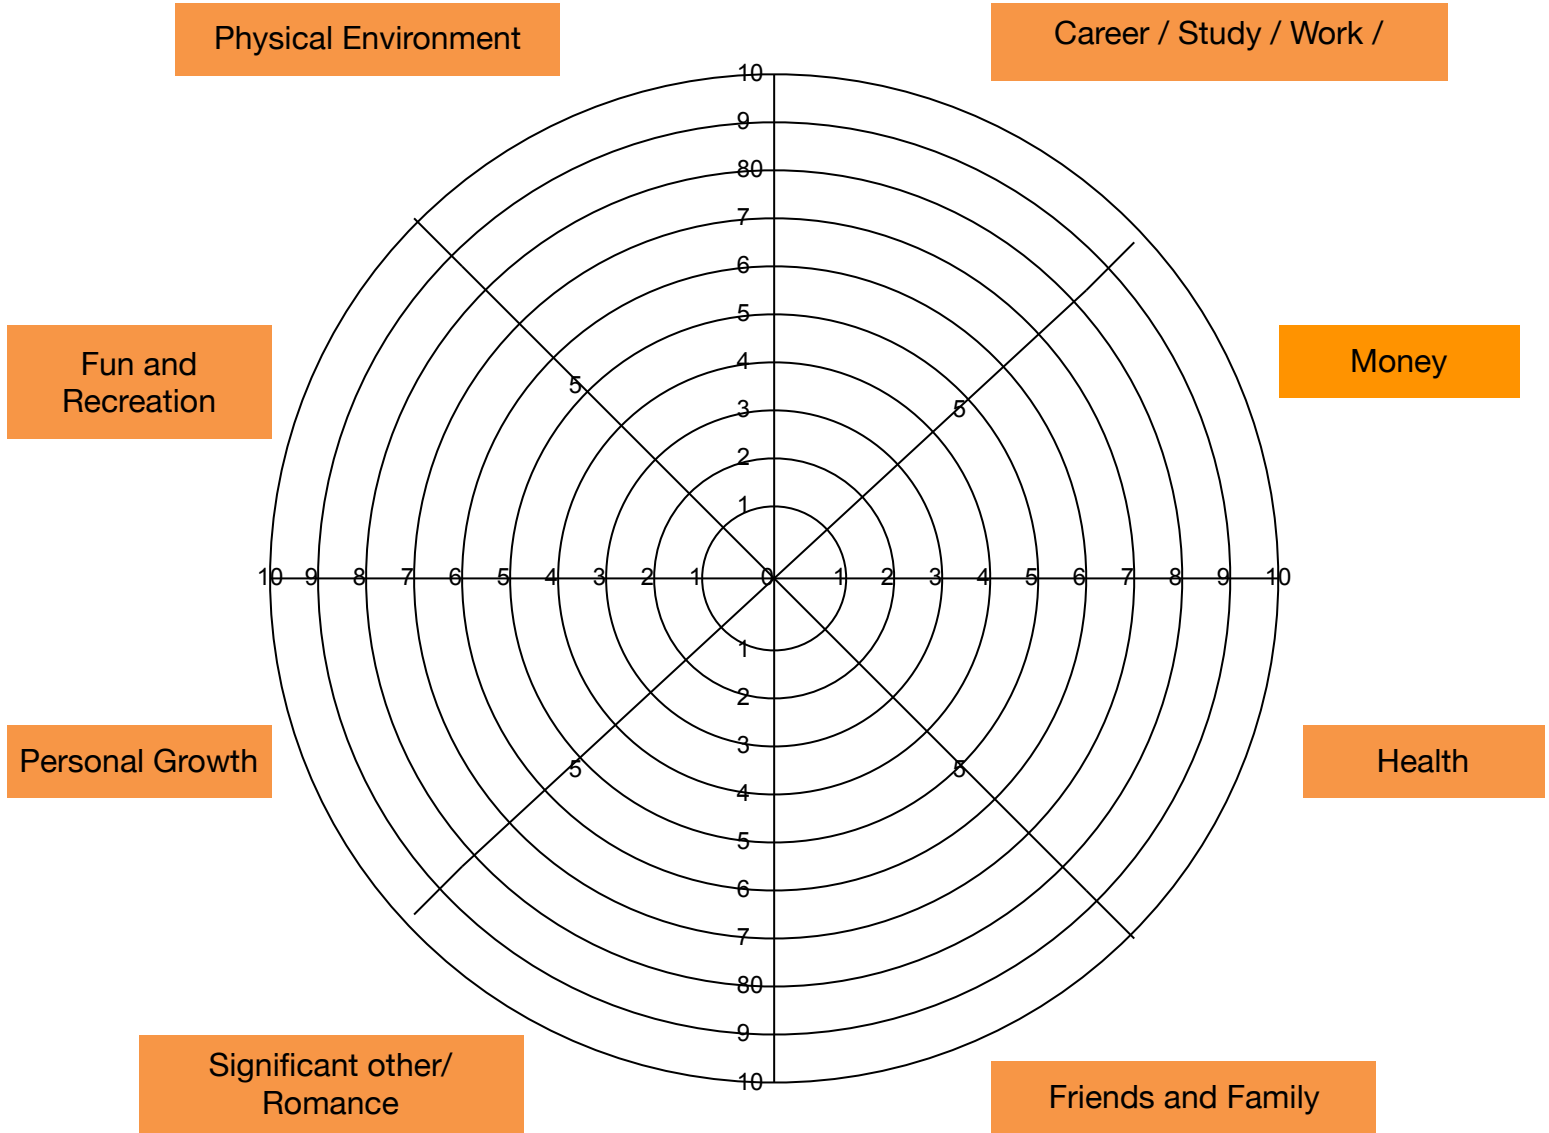 Physical Environment
Career / Study / Work /
10
9
80
7
6
5
4
3
2
1
Fun and
Recreation
Money
5
5
10 9 8 7 6 5 4 3 2 1 0 1 2 3 4 5 6 7 8 9 10
1
2
3
4
5
6
7
80
9
10
5
5
Personal Growth
Health
Significant other/
Romance
Friends and Family